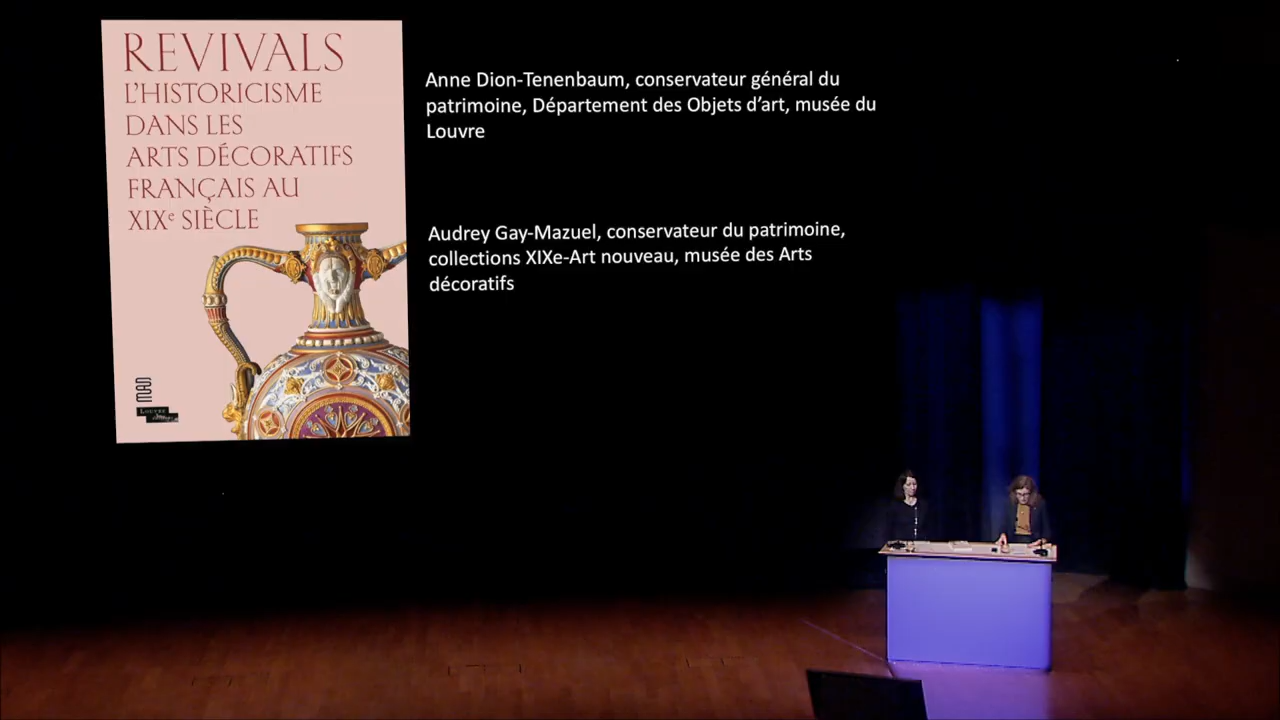 REVIVALS
L'HISTORICISME
DANS LES
ARTS DÉCORATIFS
FRANÇAIS AU
XIXe SIÈCLE
MAD
LOUVRE
Anne Dion-Tenenbaum, conservateur général du
patrimoine, Département des Objets d'art, musée du
Louvre
Audrey Gay-Mazuel, conservateur du patrimoine,
collections XIXe-Art nouveau, musée des Arts
décoratifs